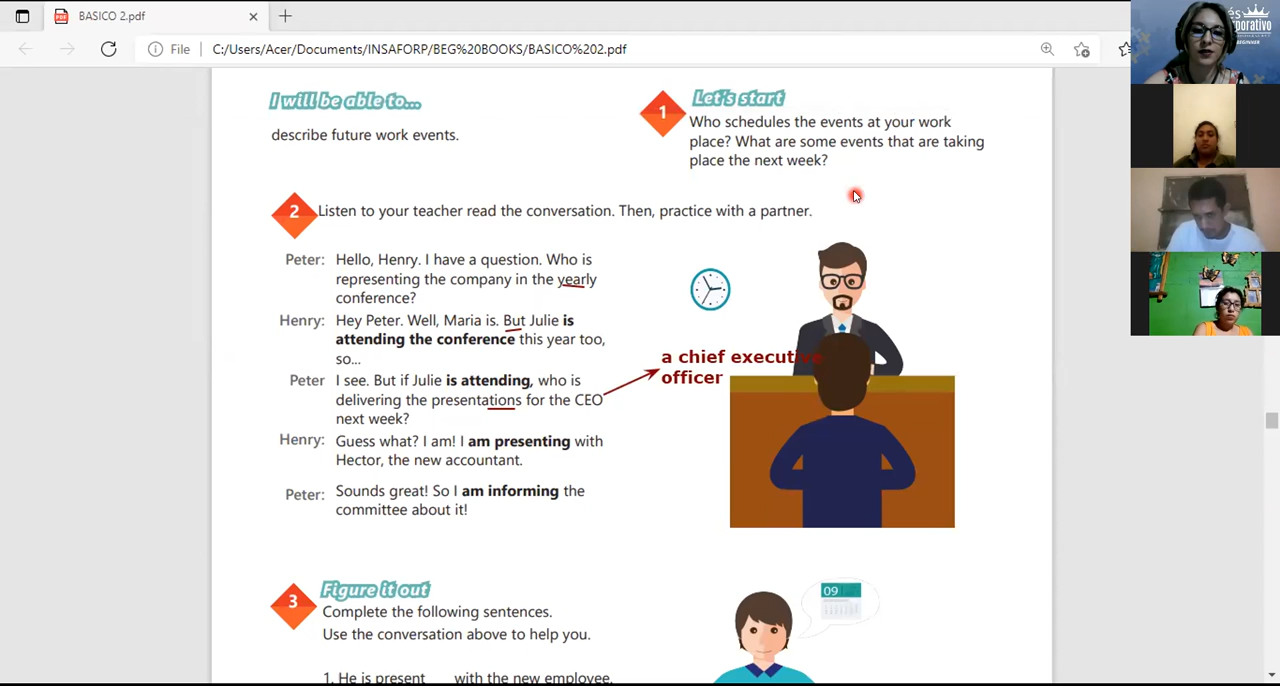 BASICO 2.pdf
File
C:/Users/Acer/Documents/INSAFORP/BEG%20BOOKS/BASICO%202.pdf
BEGINNER
I will be able to...
describe future work events.
1
Let's start
Who schedules the events at your work
place? What are some events that are taking
place the next week?
2
Listen to your teacher read the conversation. Then, practice with a partner.
Peter: Hello, Henry. I have a question. Who is
representing the company in the yearly
conference?
Henry: Hey Peter. Well, Maria is. But Julie is
attending the conference this year too,
so...
Peter I see. But if Julie is attending, who is
delivering the presentations for the CEO
next week?
a chief executive
officer
Henry: Guess what? I am! I am presenting with
Hector, the new accountant.
Peter: Sounds great! So I am informing the
committee about it!
3
Figure it out
Complete the following sentences.
Use the conversation above to help you.
09
1. He is present___ with the new employee.